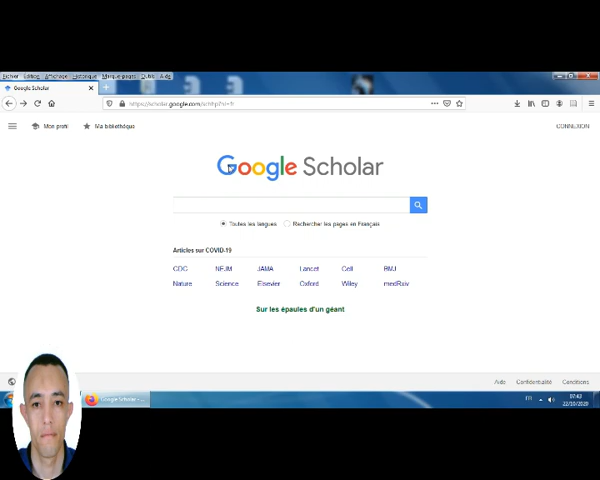 Fichier Édition Affichage Historique Marque-pages Outils Aide
Google Scholar
https://scholar.google.com/schhp?hl=fr
Mon profil Ma bibliothèque CONNEXION
Google Scholar
Toutes les langues Rechercher les pages en Français
Articles sur COVID-19
CDC NEJM JAMA Lancet Cell BMJ
Nature Science Elsevier Oxford Wiley medRxiv
Sur les épaules d'un géant
Aide Confidentialité Conditions
Google Scholar - ...
FR
07:43
22/10/2020